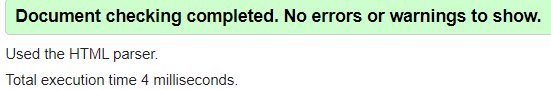 Document checking completed. No errors or warnings to show.
Used the HTML parser.
Total execution time 4 milliseconds.